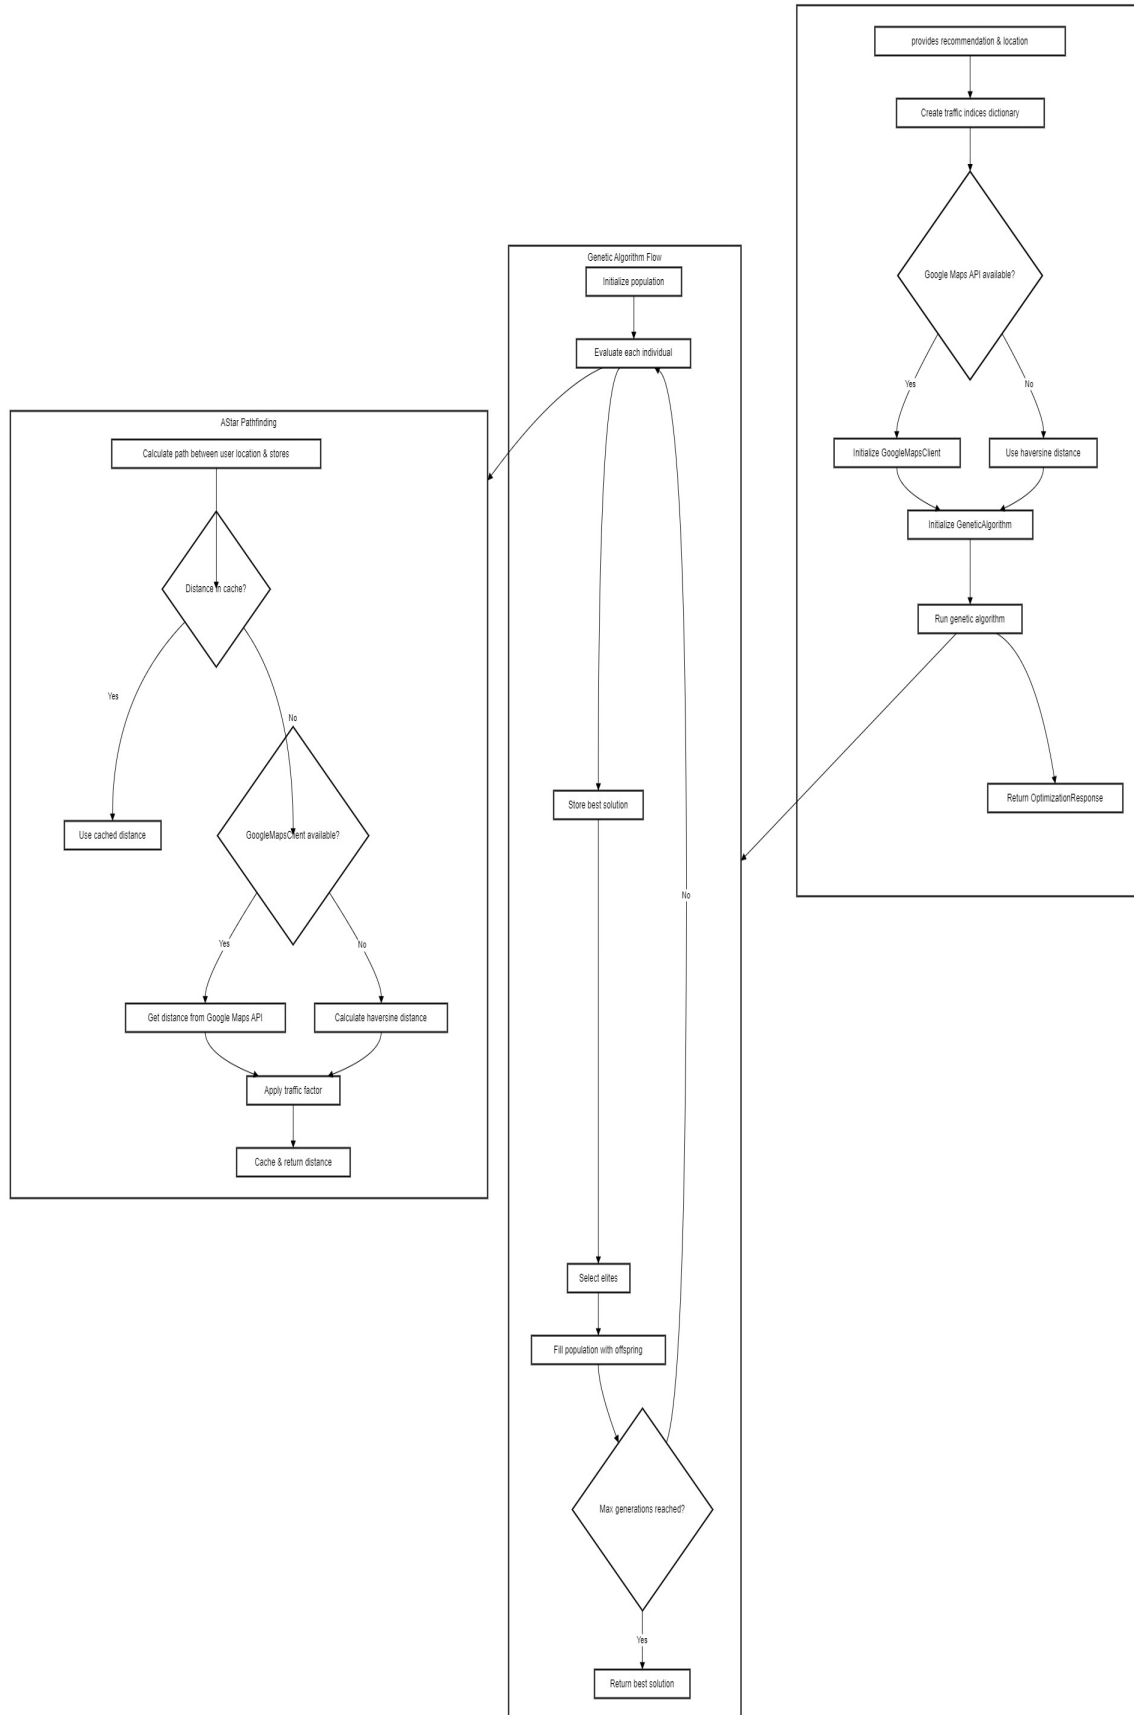 provides recommendation & location
Create traffic indices dictionary
Google Maps API available?
Yes
No
Initialize GoogleMapsClient
Use haversine distance
Initialize GeneticAlgorithm
Run genetic algorithm
Return OptimizationResponse
Genetic Algorithm Flow
Initialize population
Evaluate each individual
Store best solution
No
Select elites
Fill population with offspring
Max generations reached?
Yes
Return best solution
AStar Pathfinding
Calculate path between user location & stores
Distance in cache?
Yes
No
Use cached distance
GoogleMapsClient available?
Yes
No
Get distance from Google Maps API
Calculate haversine distance
Apply traffic factor
Cache & return distance